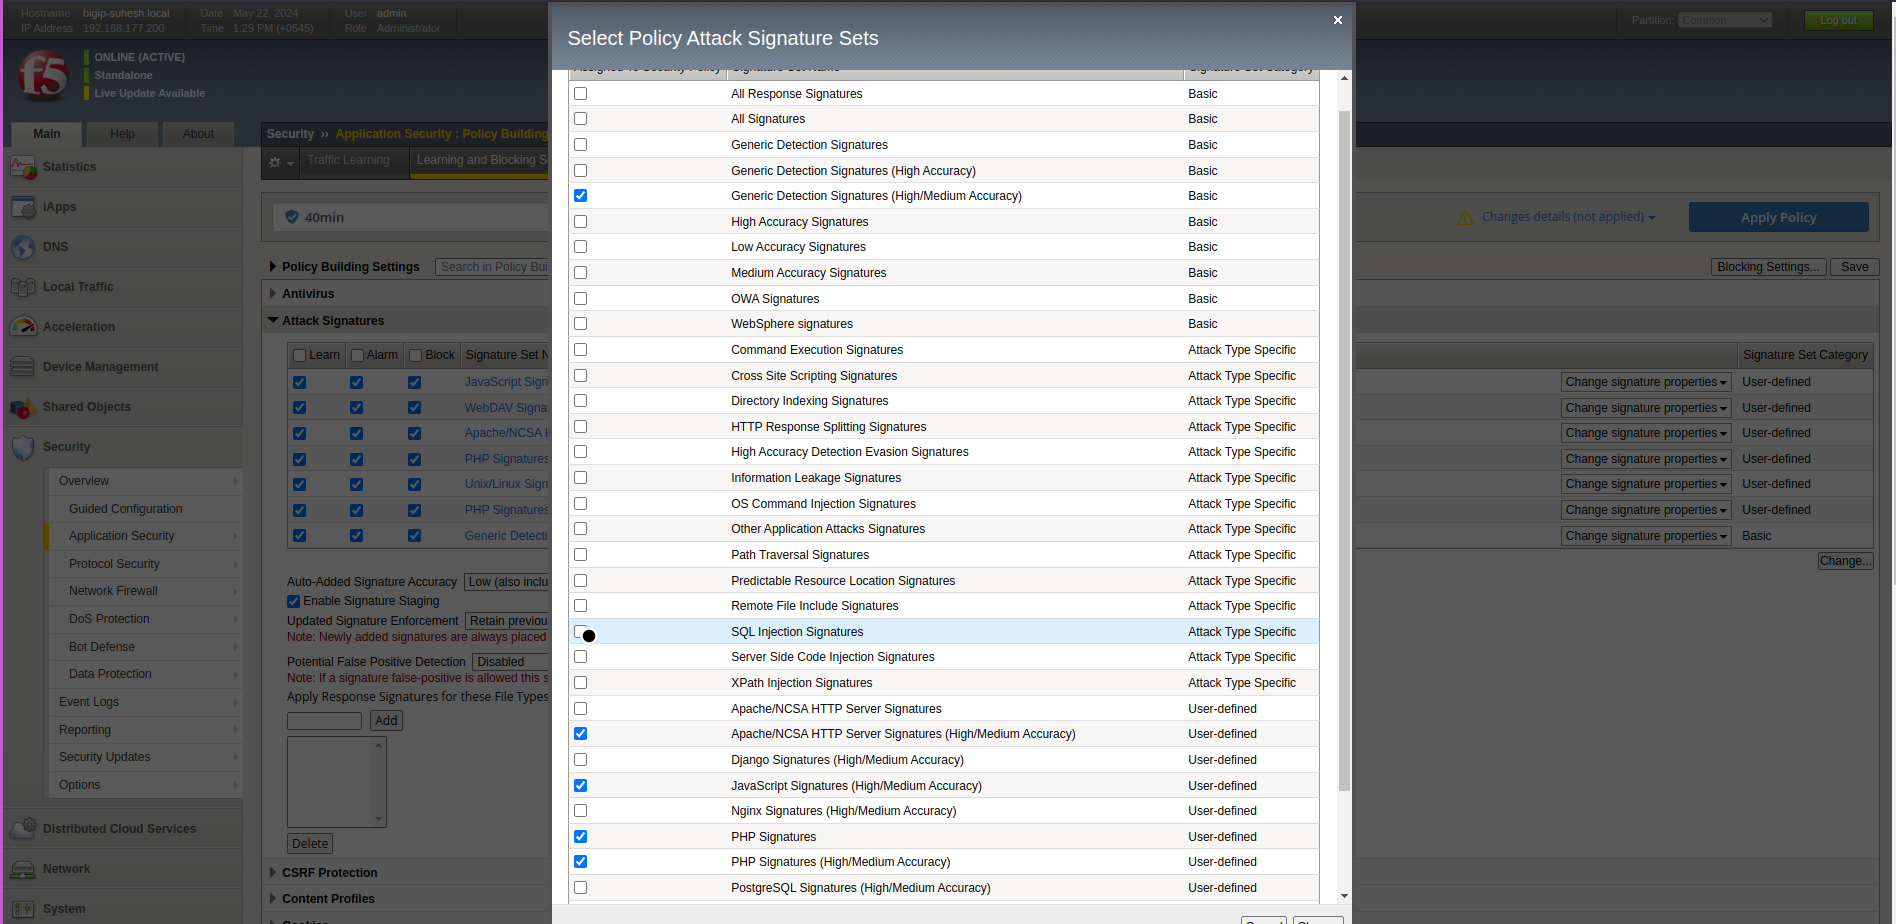 Hostname bigip-suhesh.local Date May 22, 2024 User admin
IP Address 192.168.177.200 Time 1:29 PM (+0545) Role Administrator
Partition: Common Log out
f5
ONLINE (ACTIVE)
Standalone
Live Update Available
Main Help About
Statistics
iApps
DNS
Local Traffic
Acceleration
Device Management
Shared Objects
Security
Overview
Guided Configuration
Application Security
Protocol Security
Network Firewall
DoS Protection
Bot Defense
Data Protection
Event Logs
Reporting
Security Updates
Options
Distributed Cloud Services
Network
System
Security ›› Application Security : Policy Building
Traffic Learning Learning and Blocking S
40min
Changes details (not applied) Apply Policy
Policy Building Settings Search in Policy Bui
Blocking Settings... Save
Antivirus
Attack Signatures
Learn Alarm Block Signature Set N Signature Set Category
JavaScript Sign Change signature properties User-defined
WebDAV Signa Change signature properties User-defined
Apache/NCSA H Change signature properties User-defined
PHP Signatures Change signature properties User-defined
Unix/Linux Sign Change signature properties User-defined
PHP Signatures Change signature properties User-defined
Generic Detecti Change signature properties Basic
Change...
Auto-Added Signature Accuracy Low (also inclu
Enable Signature Staging
Updated Signature Enforcement Retain previou
Note: Newly added signatures are always placed
Potential False Positive Detection Disabled
Note: If a signature false-positive is allowed this s
Apply Response Signatures for these File Types
Add
Delete
CSRF Protection
Content Profiles
Cookies
Select Policy Attack Signature Sets
Assigned To Security Policy Signature Set Name Signature Set Category
All Response Signatures Basic
All Signatures Basic
Generic Detection Signatures Basic
Generic Detection Signatures (High Accuracy) Basic
Generic Detection Signatures (High/Medium Accuracy) Basic
High Accuracy Signatures Basic
Low Accuracy Signatures Basic
Medium Accuracy Signatures Basic
OWA Signatures Basic
WebSphere signatures Basic
Command Execution Signatures Attack Type Specific
Cross Site Scripting Signatures Attack Type Specific
Directory Indexing Signatures Attack Type Specific
HTTP Response Splitting Signatures Attack Type Specific
High Accuracy Detection Evasion Signatures Attack Type Specific
Information Leakage Signatures Attack Type Specific
OS Command Injection Signatures Attack Type Specific
Other Application Attacks Signatures Attack Type Specific
Path Traversal Signatures Attack Type Specific
Predictable Resource Location Signatures Attack Type Specific
Remote File Include Signatures Attack Type Specific
SQL Injection Signatures Attack Type Specific
Server Side Code Injection Signatures Attack Type Specific
XPath Injection Signatures Attack Type Specific
Apache/NCSA HTTP Server Signatures User-defined
Apache/NCSA HTTP Server Signatures (High/Medium Accuracy) User-defined
Django Signatures (High/Medium Accuracy) User-defined
JavaScript Signatures (High/Medium Accuracy) User-defined
Nginx Signatures (High/Medium Accuracy) User-defined
PHP Signatures User-defined
PHP Signatures (High/Medium Accuracy) User-defined
PostgreSQL Signatures (High/Medium Accuracy) User-defined